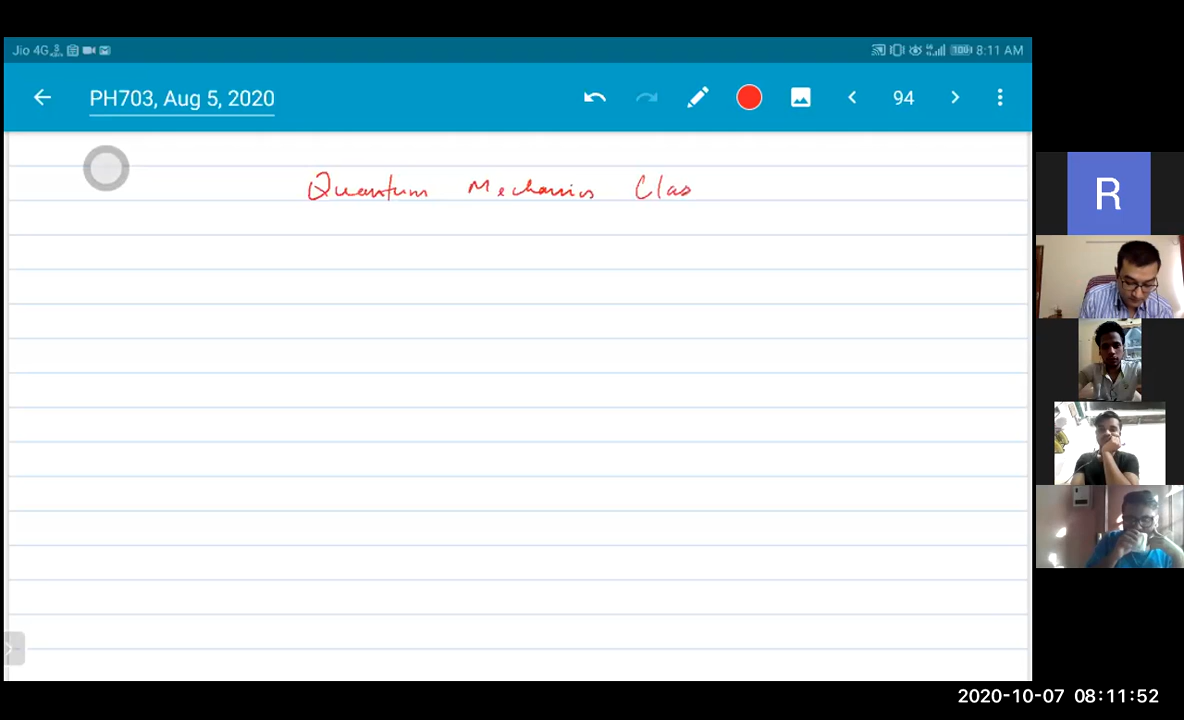 Jio 4G 8:11 AM
PH703, Aug 5, 2020 94
Quantum Mechanics Clas
R
2020-10-07 08:11:52